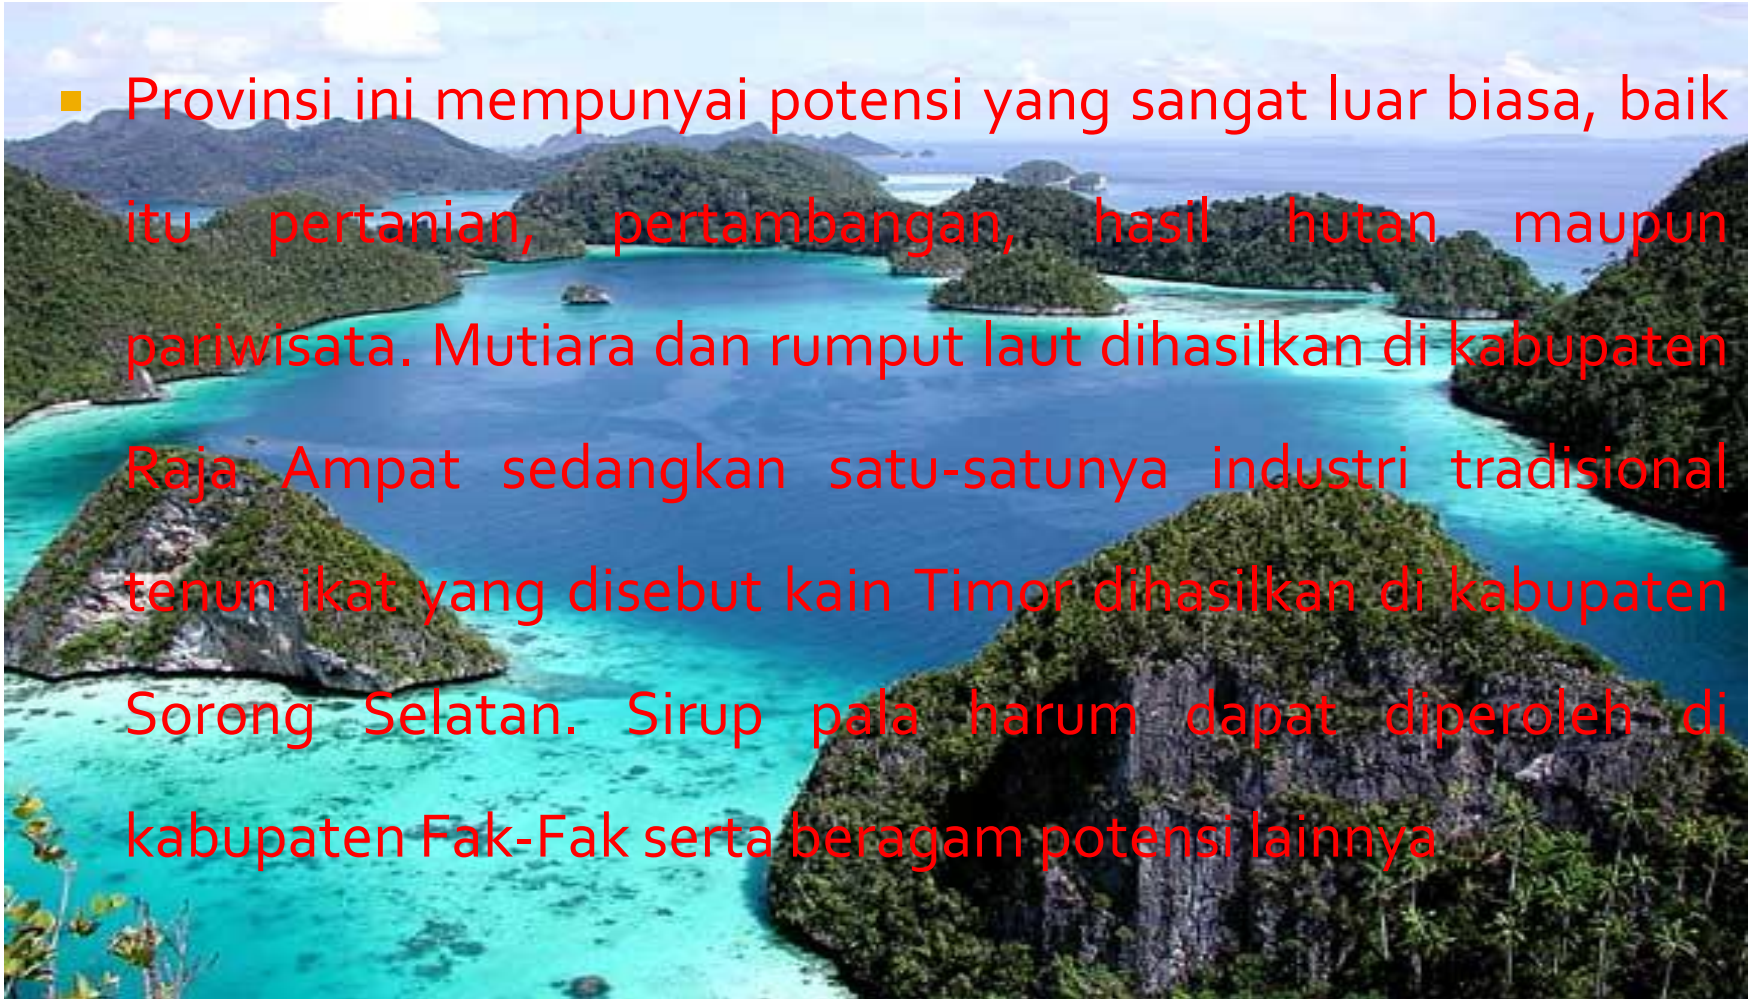 Provinsi ini mempunyai potensi yang sangat luar biasa, baik
itu pertanian, pertambangan, hasil hutan maupun
pariwisata. Mutiara dan rumput laut dihasilkan di kabupaten
Raja Ampat sedangkan satu-satunya industri tradisional
tenun ikat yang disebut kain Timor dihasilkan di kabupaten
Sorong Selatan. Sirup pala harum dapat diperoleh di
kabupaten Fak-Fak serta beragam potensi lainnya